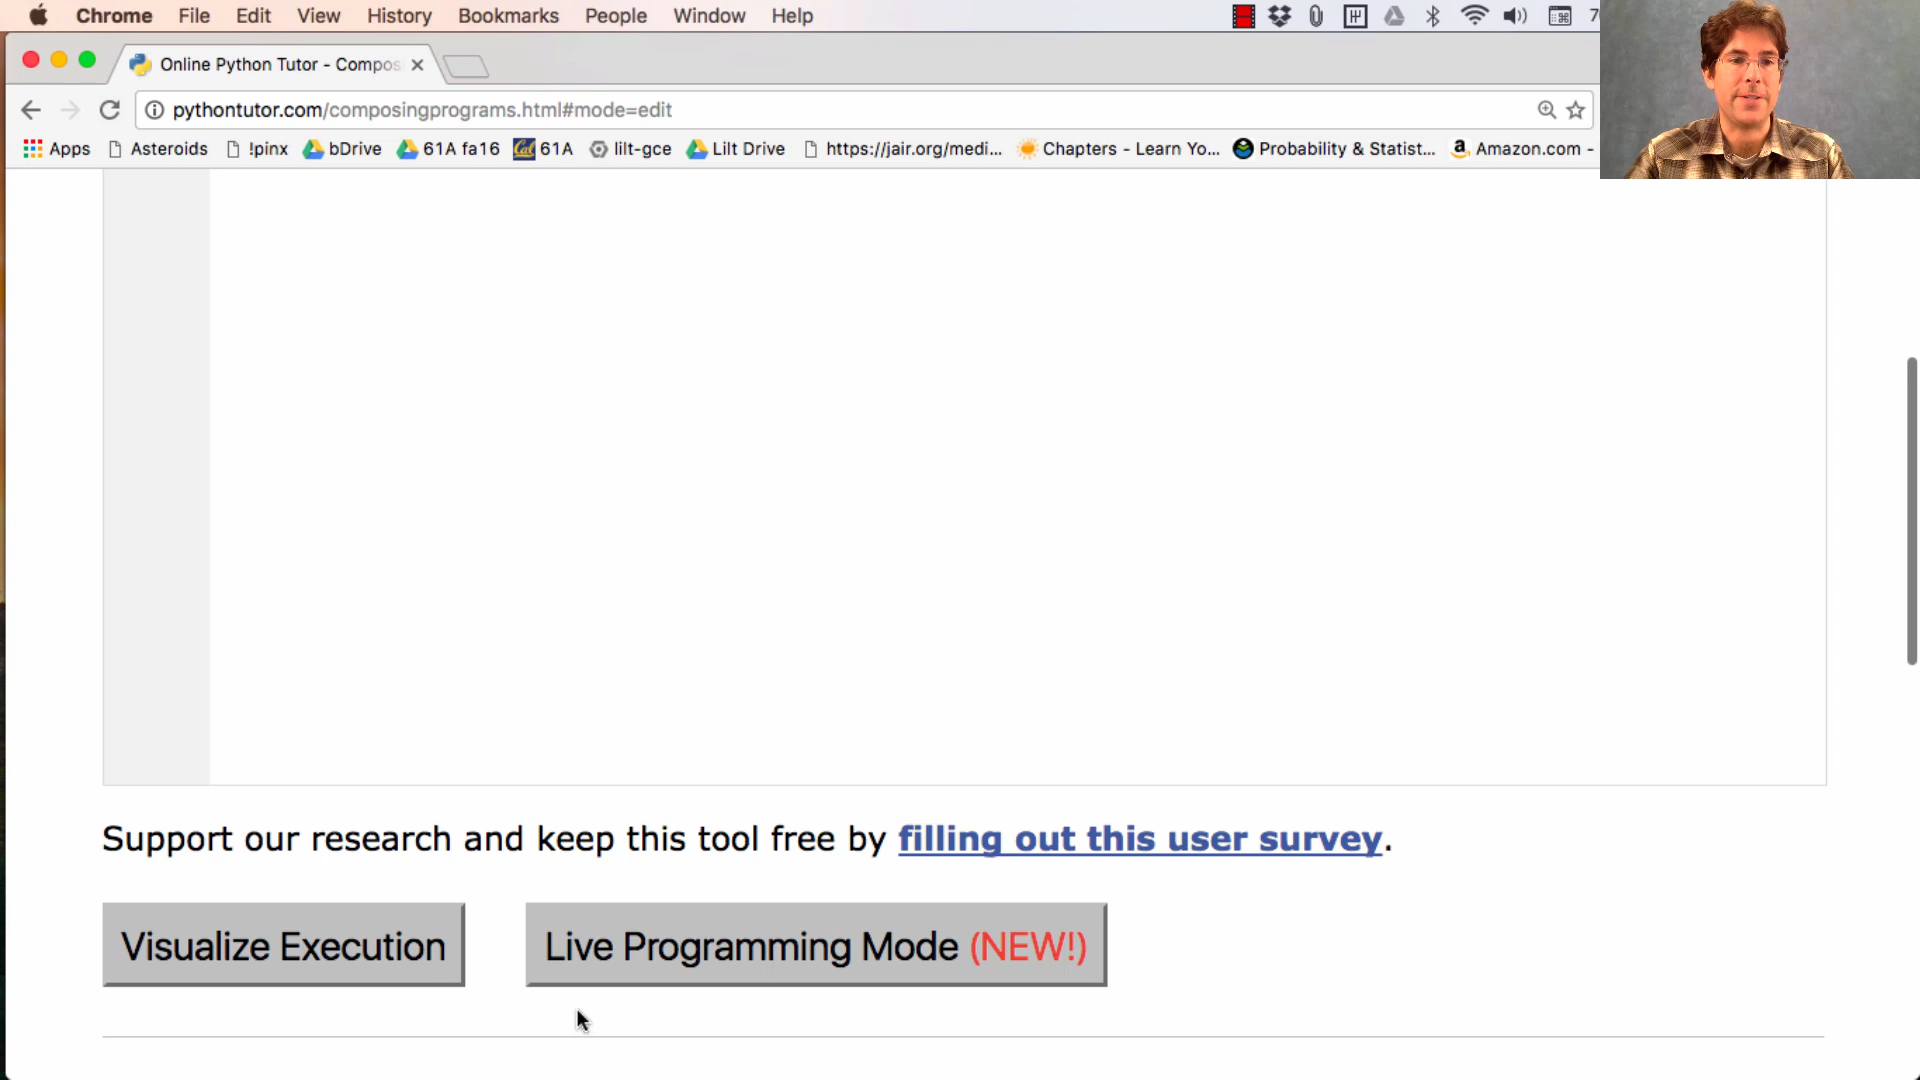 Chrome File Edit View History Bookmarks People Window Help
Online Python Tutor - Compos
pythontutor.com/composingprograms.html#mode=edit
Apps Asteroids !pinx bDrive 61A fa16 Cal 61A lilt-gce Lilt Drive https://jair.org/medi... Chapters - Learn Yo... Probability & Statist... a Amazon.com -
Support our research and keep this tool free by filling out this user survey.
Visualize Execution Live Programming Mode (NEW!)